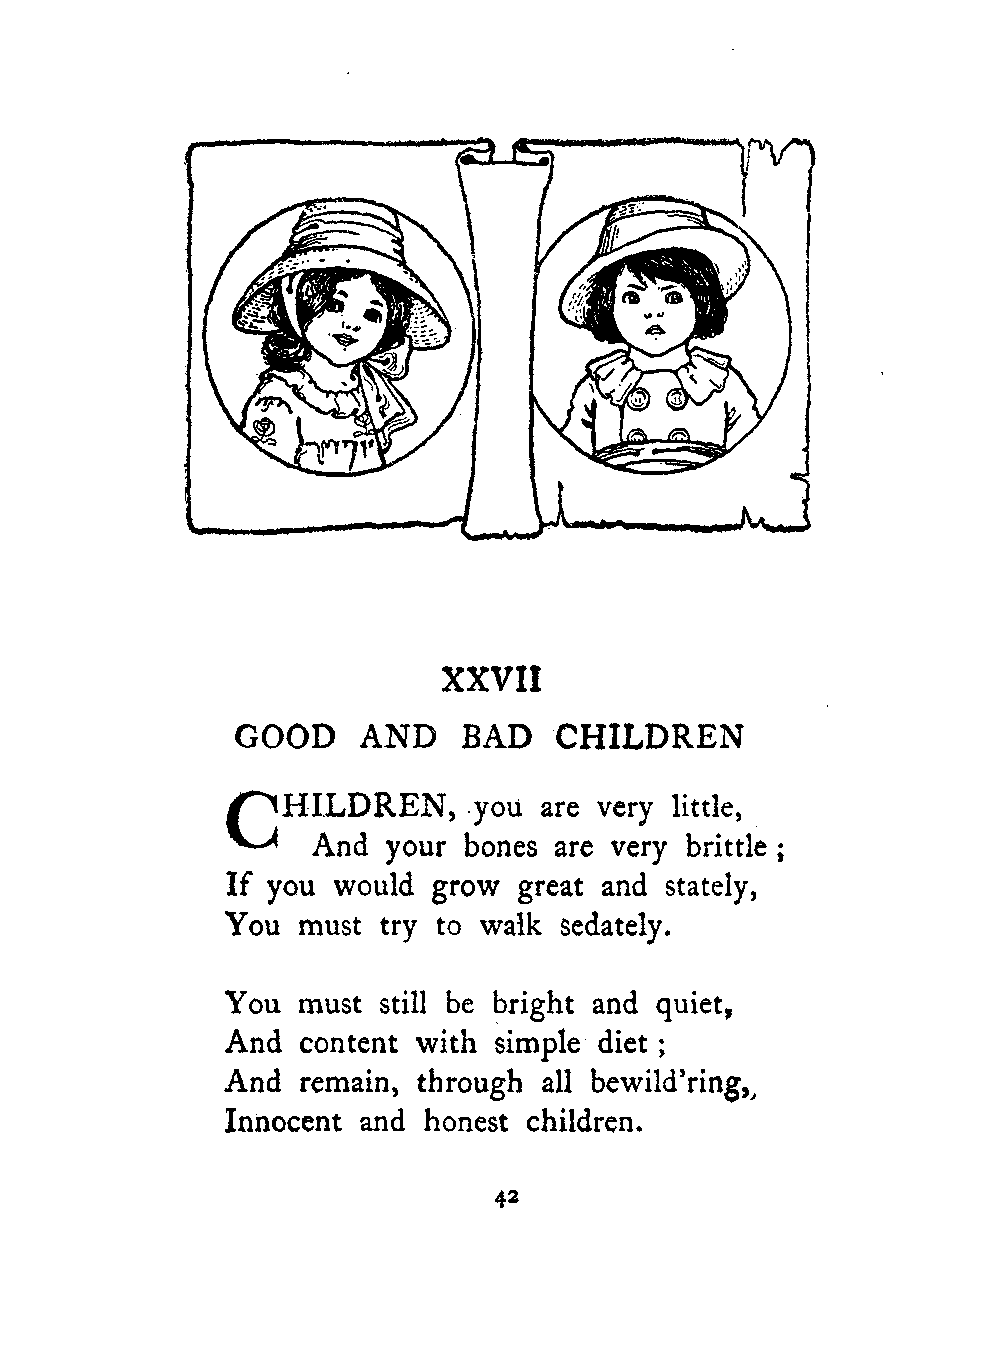 XXVII
GOOD AND BAD CHILDREN
CHILDREN, you are very little,
And your bones are very brittle ;
If you would grow great and stately,
You must try to walk sedately.
You must still be bright and quiet,
And content with simple diet ;
And remain, through all bewild'ring,
Innocent and honest children.
42